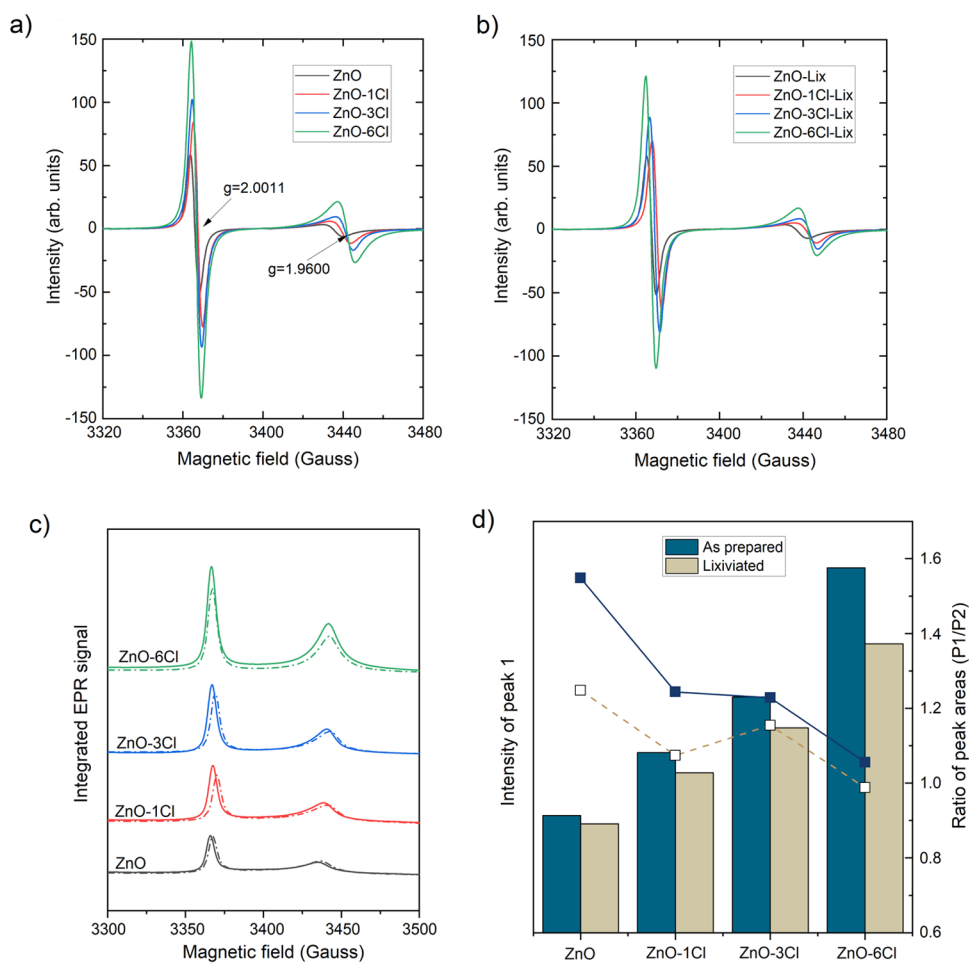 a)
150
100
50
0
-50
-100
-150
3320
3360
3400
3440
3480
Intensity (arb. units)
Magnetic field (Gauss)
ZnO
ZnO-1Cl
ZnO-3Cl
ZnO-6Cl
g=2.0011
g=1.9600
b)
150
100
50
0
-50
-100
-150
3320
3360
3400
3440
3480
Intensity (arb. units)
Magnetic field (Gauss)
ZnO-Lix
ZnO-1Cl-Lix
ZnO-3Cl-Lix
ZnO-6Cl-Lix
c)
Integrated EPR signal
ZnO-6Cl
ZnO-3Cl
ZnO-1Cl
ZnO
3300
3350
3400
3450
3500
Magnetic field (Gauss)
d)
As prepared
Lixiviated
Intensity of peak 1
Ratio of peak areas (P1/P2)
1.6
1.4
1.2
1.0
0.8
0.6
ZnO
ZnO-1Cl
ZnO-3Cl
ZnO-6Cl